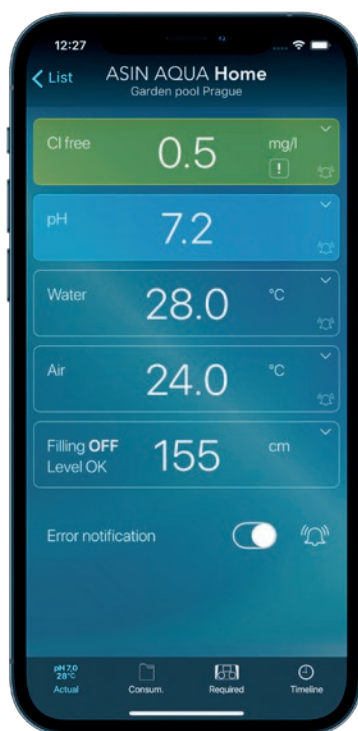 12:27
List
ASIN AQUA Home
Garden pool Prague
Cl free
0.5
mg/l
!
pH
7.2
Water
28.0
°C
Air
24.0
°C
Filling OFF
Level OK
155
cm
Error notification
pH 7,0
28°C
Actual
Consum.
Required
Timeline